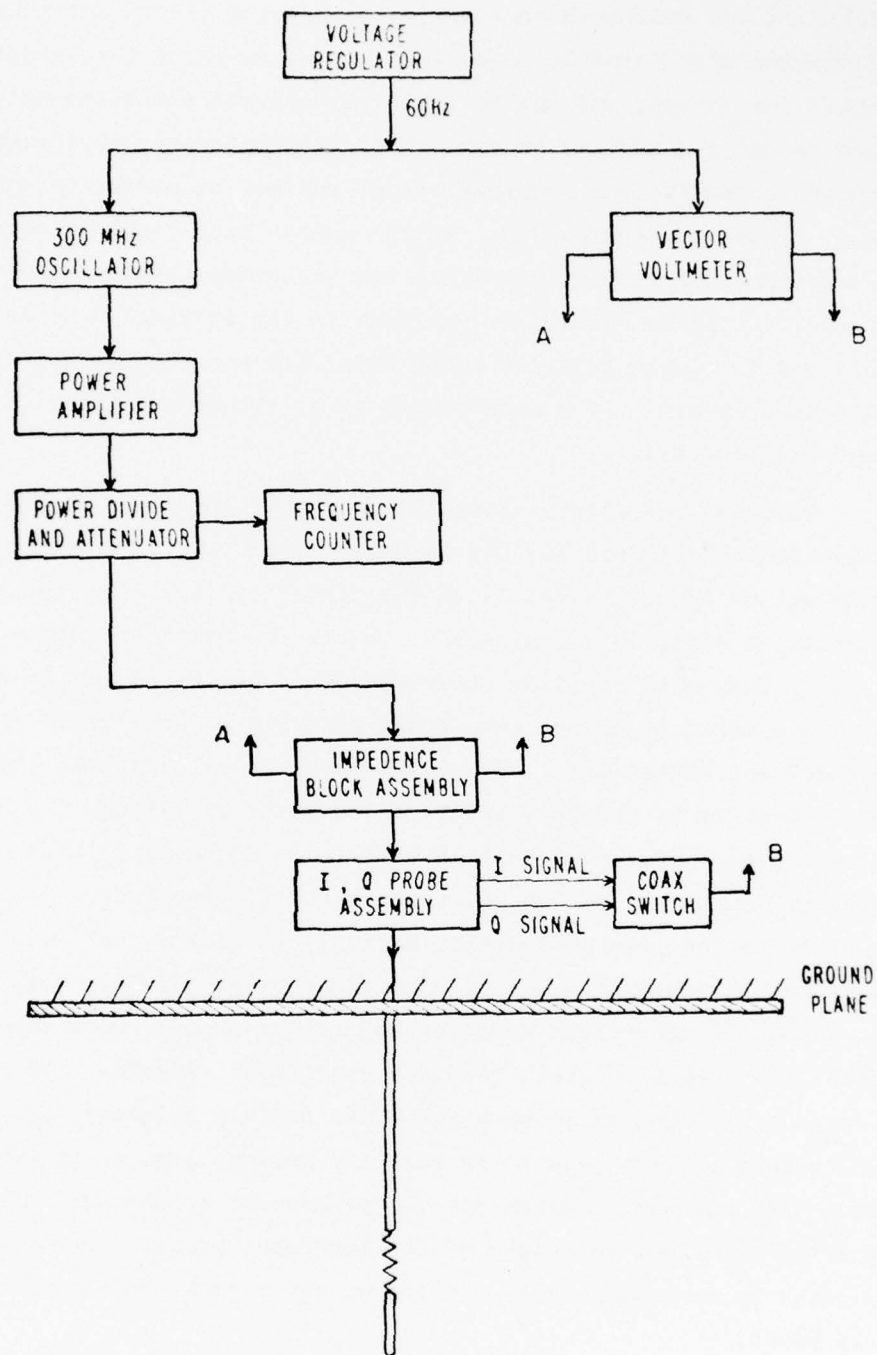 VOLTAGE
REGULATOR
60Hz
300 MHz
OSCILLATOR
VECTOR
VOLTMETER
A
B
POWER
AMPLIFIER
POWER DIVIDE
AND ATTENUATOR
FREQUENCY
COUNTER
A
B
IMPEDENCE
BLOCK ASSEMBLY
I, Q PROBE
ASSEMBLY
I SIGNAL
Q SIGNAL
COAX
SWITCH
B
GROUND
PLANE